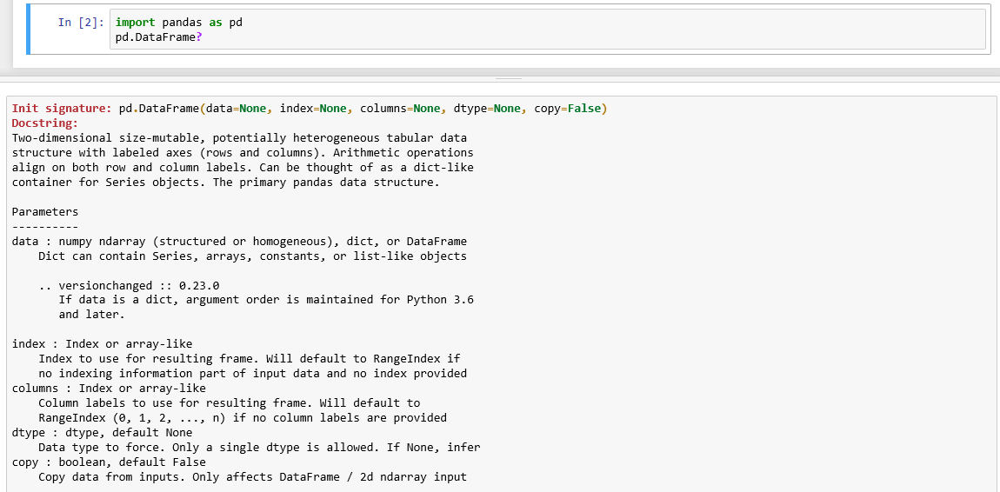 In [2]: import pandas as pd
pd.DataFrame?
Init signature: pd.DataFrame(data=None, index=None, columns=None, dtype=None, copy=False)
Docstring:
Two-dimensional size-mutable, potentially heterogeneous tabular data
structure with labeled axes (rows and columns). Arithmetic operations
align on both row and column labels. Can be thought of as a dict-like
container for Series objects. The primary pandas data structure.
Parameters
----------
data : numpy ndarray (structured or homogeneous), dict, or DataFrame
Dict can contain Series, arrays, constants, or list-like objects
.. versionchanged :: 0.23.0
If data is a dict, argument order is maintained for Python 3.6
and later.
index : Index or array-like
Index to use for resulting frame. Will default to RangeIndex if
no indexing information part of input data and no index provided
columns : Index or array-like
Column labels to use for resulting frame. Will default to
RangeIndex (0, 1, 2, ..., n) if no column labels are provided
dtype : dtype, default None
Data type to force. Only a single dtype is allowed. If None, infer
copy : boolean, default False
Copy data from inputs. Only affects DataFrame / 2d ndarray input